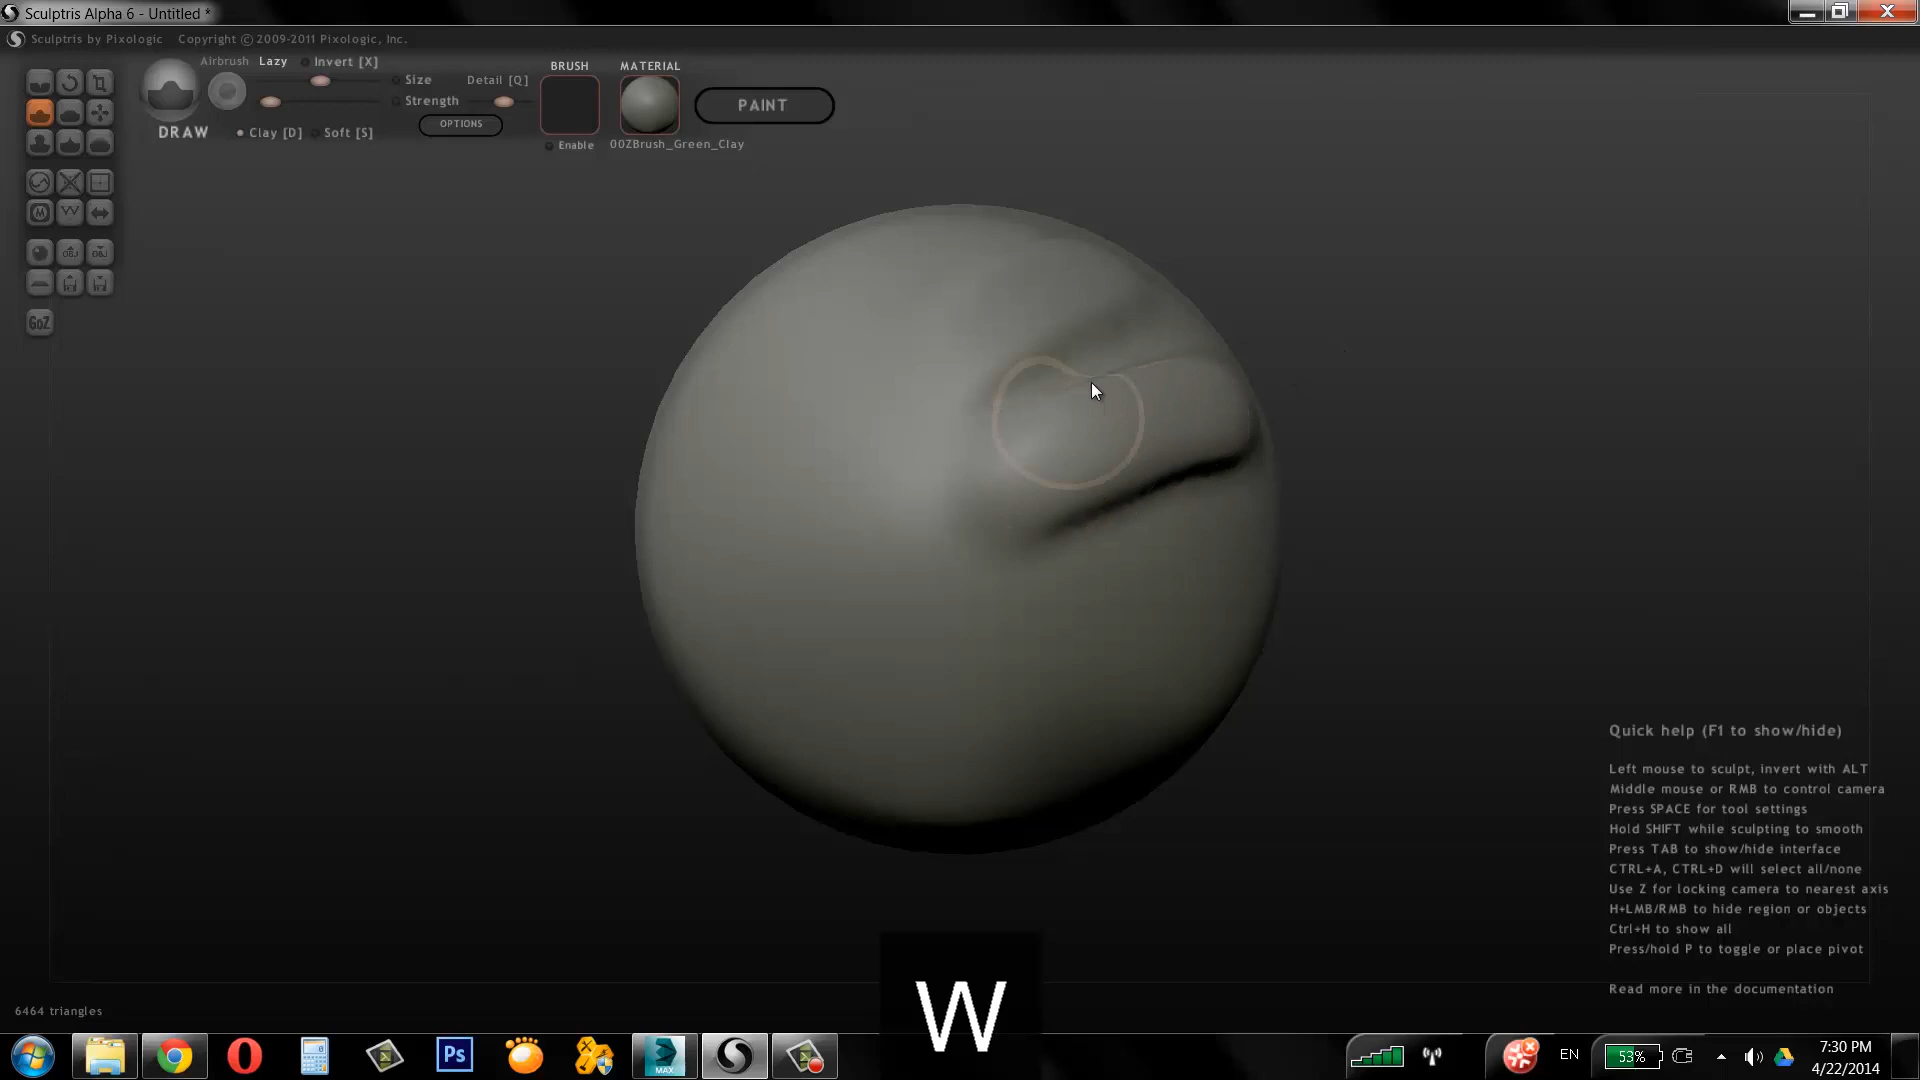 Sculptris Alpha 6 - Untitled *
Sculptris by Pixologic Copyright © 2009-2011 Pixologic, Inc.
Airbrush Lazy Invert [X]
Size Detail [Q]
Strength
OPTIONS
DRAW
Clay [D] Soft [S]
BRUSH
Enable
MATERIAL
00ZBrush_Green_Clay
PAINT
M
OBJ OBJ
GoZ
Quick help (F1 to show/hide)
Left mouse to sculpt, invert with ALT
Middle mouse or RMB to control camera
Press SPACE for tool settings
Hold SHIFT while sculpting to smooth
Press TAB to show/hide interface
CTRL+A, CTRL+D will select all/none
Use Z for locking camera to nearest axis
H+LMB/RMB to hide region or objects
Ctrl+H to show all
Press/hold P to toggle or place pivot
Read more in the documentation
W
6464 triangles
Ps
MAX
EN
53%
7:30 PM
4/22/2014